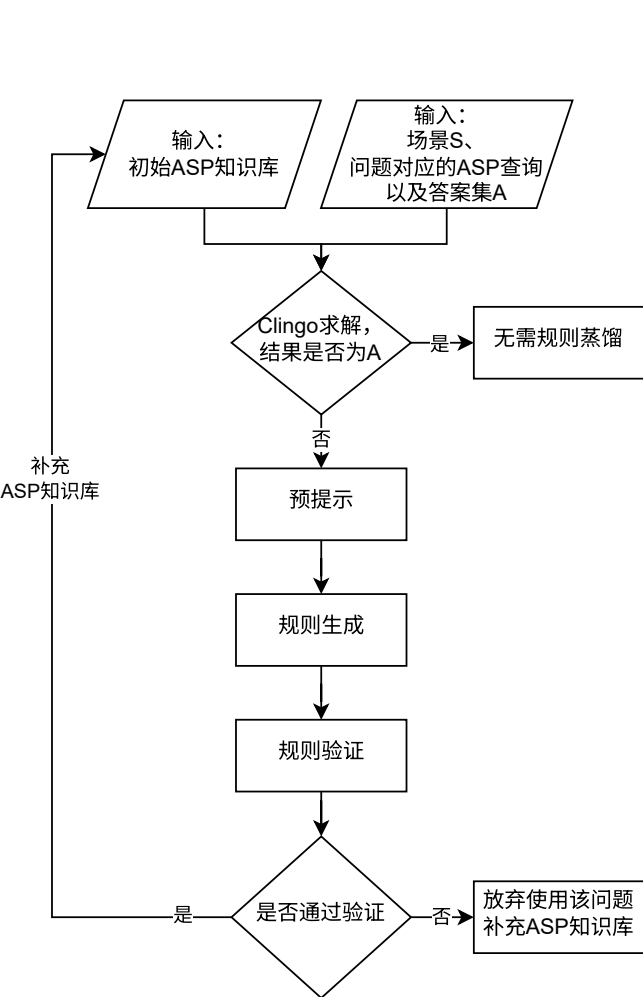 输入：
初始ASP知识库
输入：
场景S、
问题对应的ASP查询
以及答案集A
Clingo求解，
结果是否为A
是
无需规则蒸馏
否
补充
ASP知识库
预提示
规则生成
规则验证
是
是否通过验证
否
放弃使用该问题
补充ASP知识库